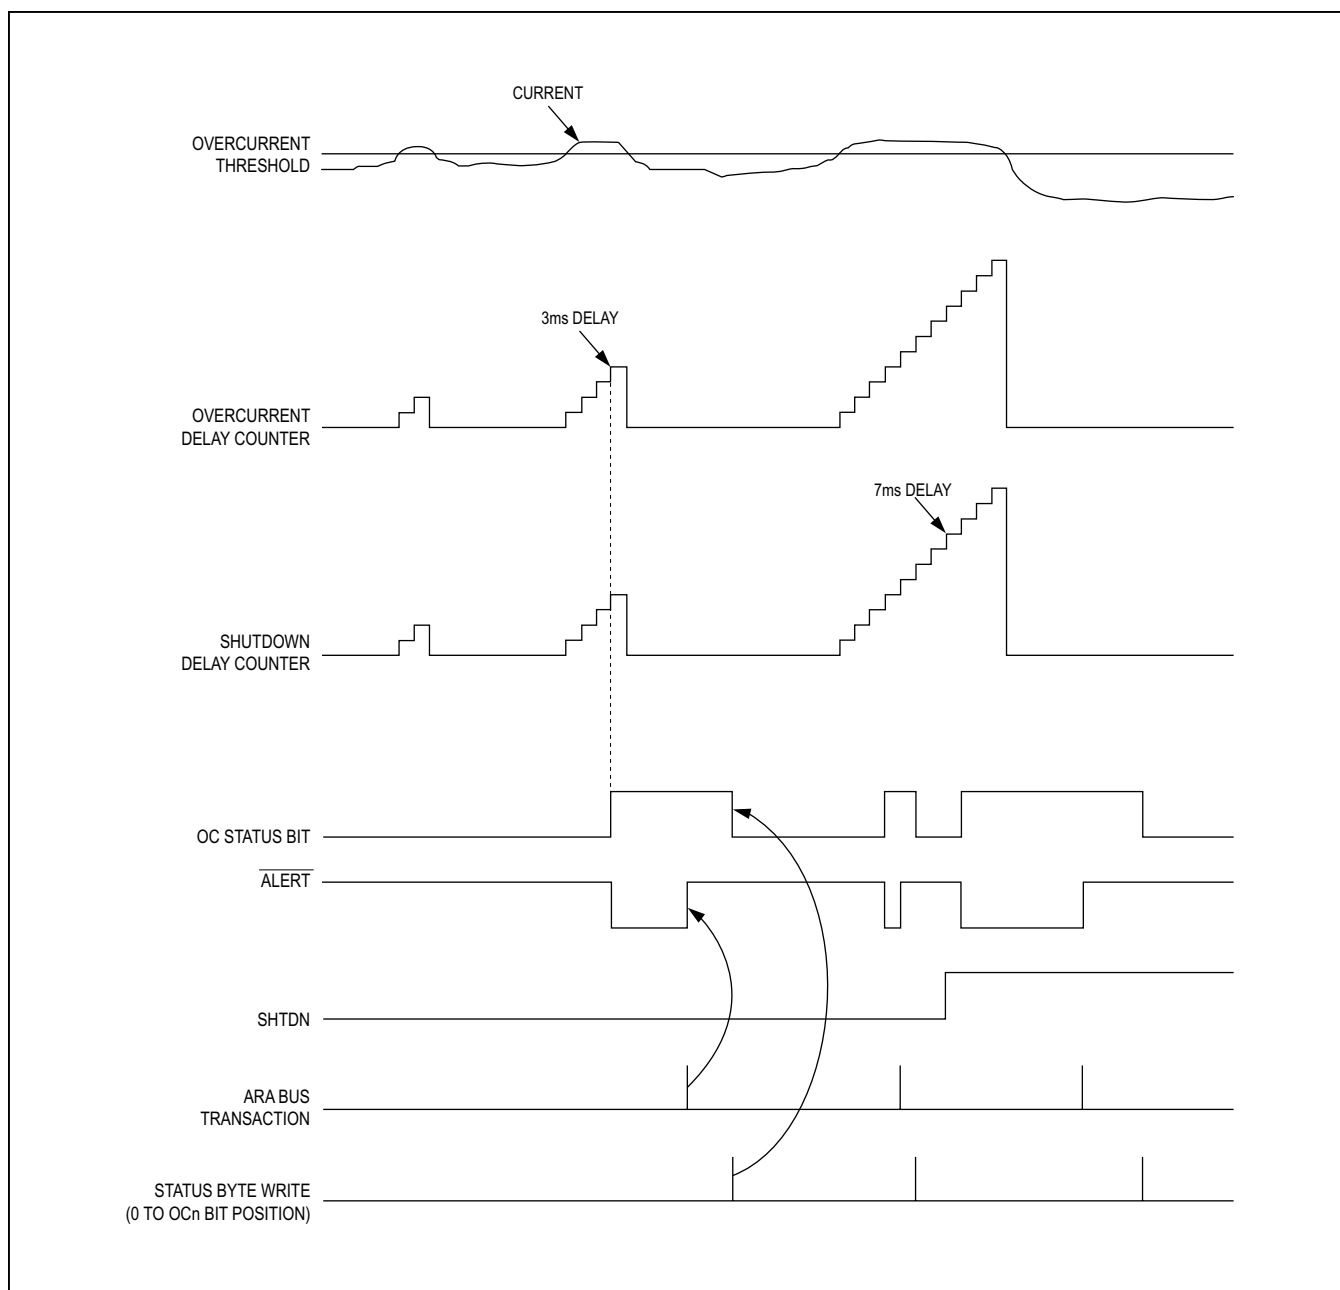 CURRENT
OVERCURRENT
THRESHOLD
3ms DELAY
OVERCURRENT
DELAY COUNTER
7ms DELAY
SHUTDOWN
DELAY COUNTER
OC STATUS BIT
ALERT
SHTDN
ARA BUS
TRANSACTION
STATUS BYTE WRITE
(0 TO OCn BIT POSITION)